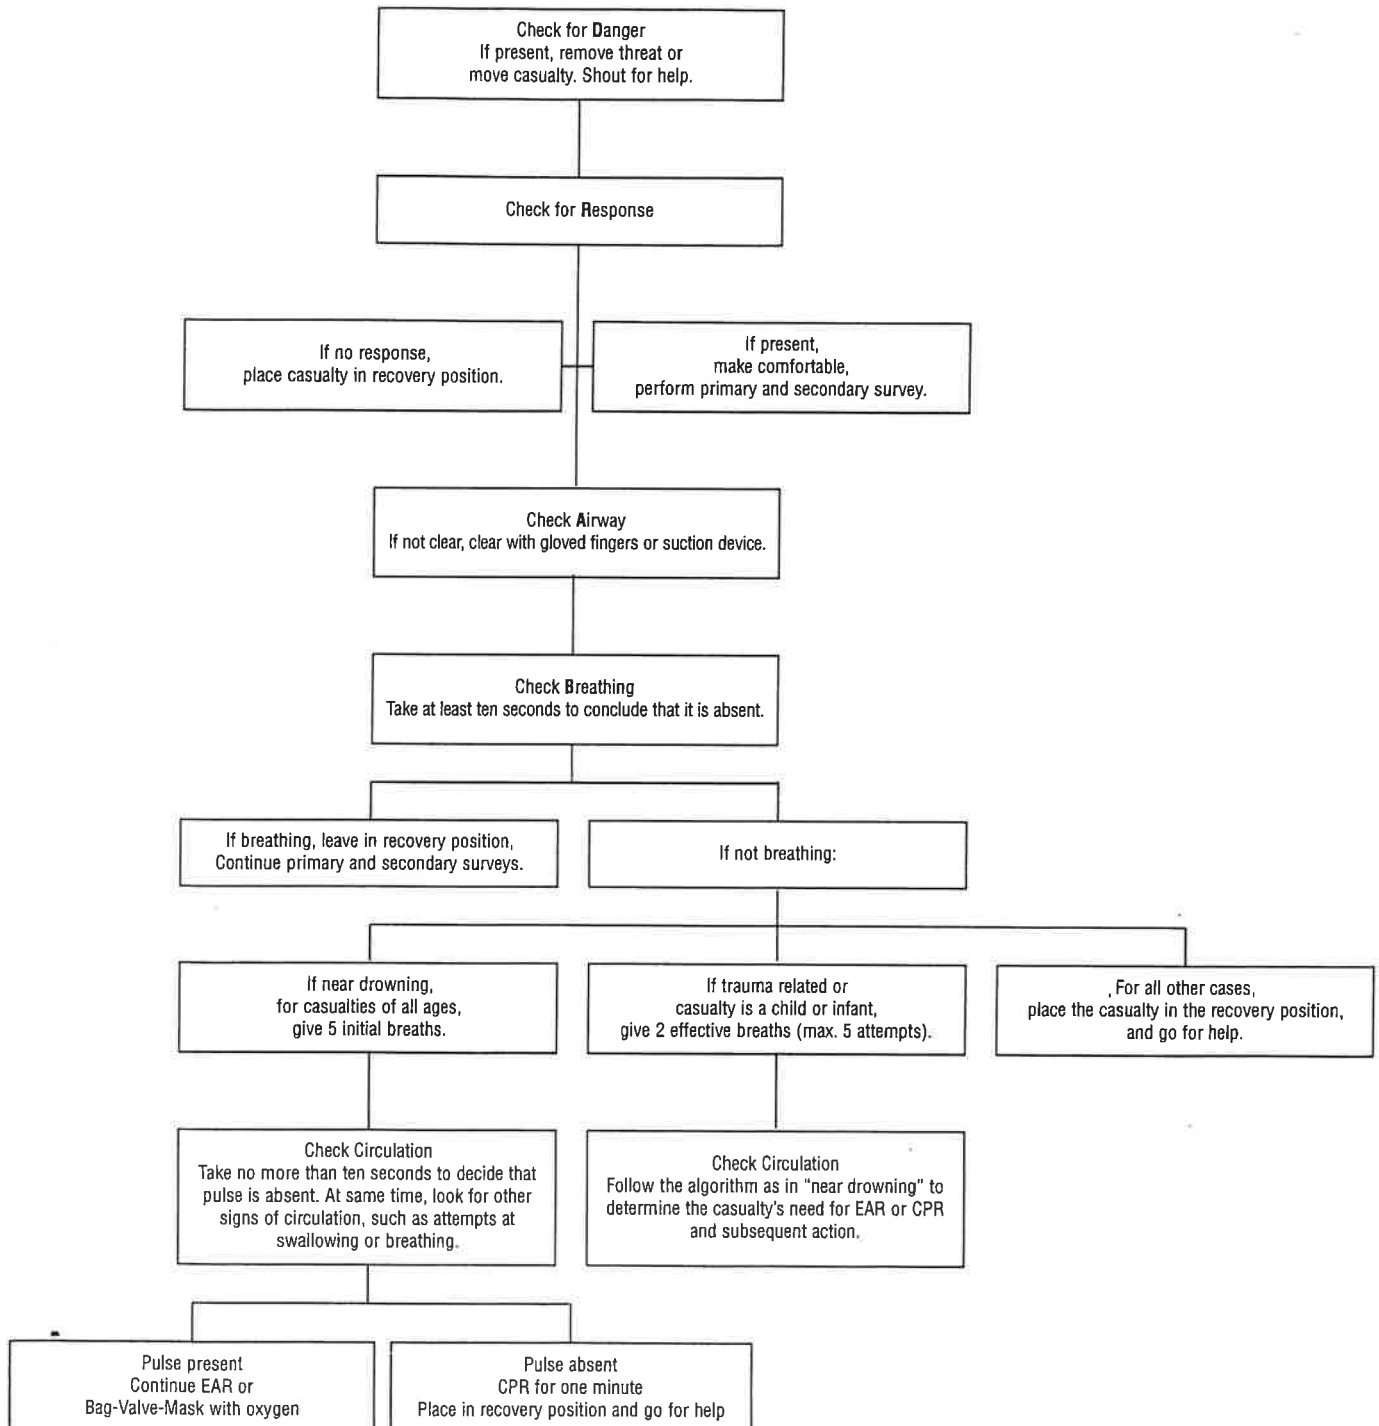 Check for Danger
If present, remove threat or
move casualty. Shout for help.
Check for Response
If no response,
place casualty in recovery position.
If present,
make comfortable,
perform primary and secondary survey.
Check Airway
If not clear, clear with gloved fingers or suction device.
Check Breathing
Take at least ten seconds to conclude that it is absent.
If breathing, leave in recovery position,
Continue primary and secondary surveys.
If not breathing:
If near drowning,
for casualties of all ages,
give 5 initial breaths.
If trauma related or
casualty is a child or infant,
give 2 effective breaths (max. 5 attempts).
For all other cases,
place the casualty in the recovery position,
and go for help.
Check Circulation
Take no more than ten seconds to decide that
pulse is absent. At same time, look for other
signs of circulation, such as attempts at
swallowing or breathing.
Check Circulation
Follow the algorithm as in "near drowning" to
determine the casualty's need for EAR or CPR
and subsequent action.
Pulse present
Continue EAR or
Bag-Valve-Mask with oxygen
Pulse absent
CPR for one minute
Place in recovery position and go for help